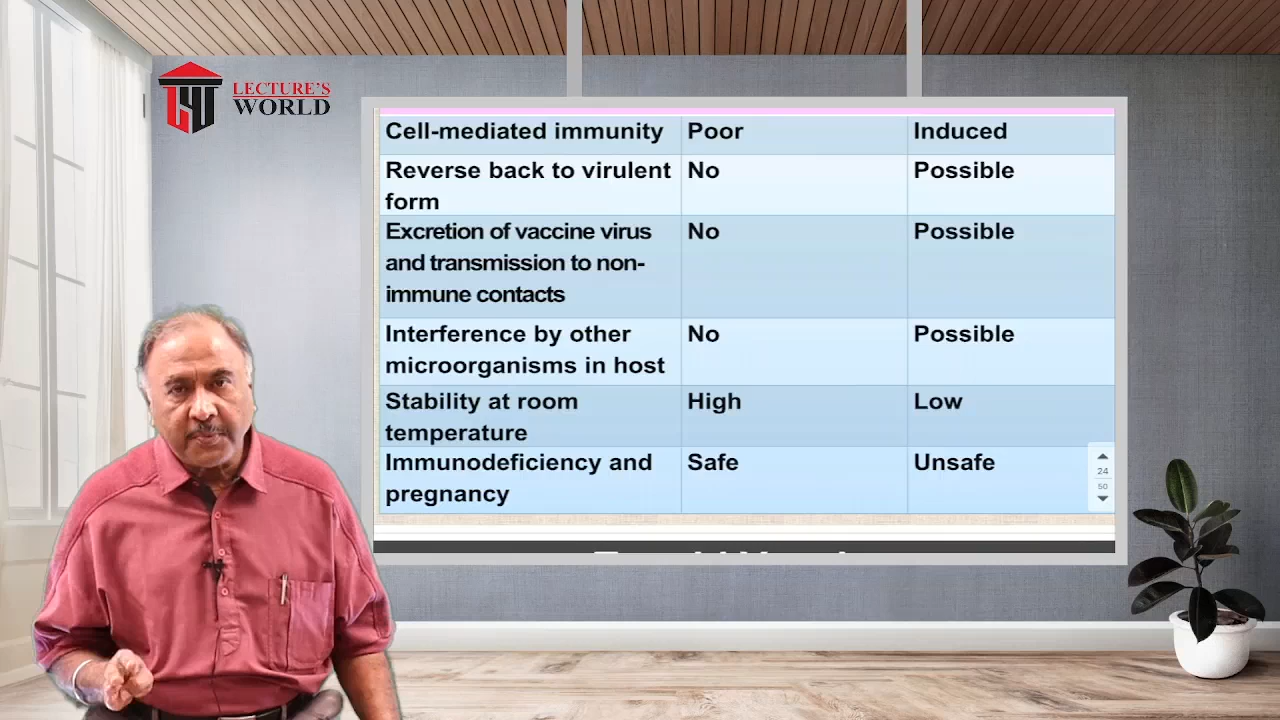 LECTURE'S
WORLD
Cell-mediated immunity Poor Induced
Reverse back to virulent No Possible
form
Excretion of vaccine virus No Possible
and transmission to non-
immune contacts
Interference by other No Possible
microorganisms in host
Stability at room High Low
temperature
Immunodeficiency and Safe Unsafe
pregnancy
24
50